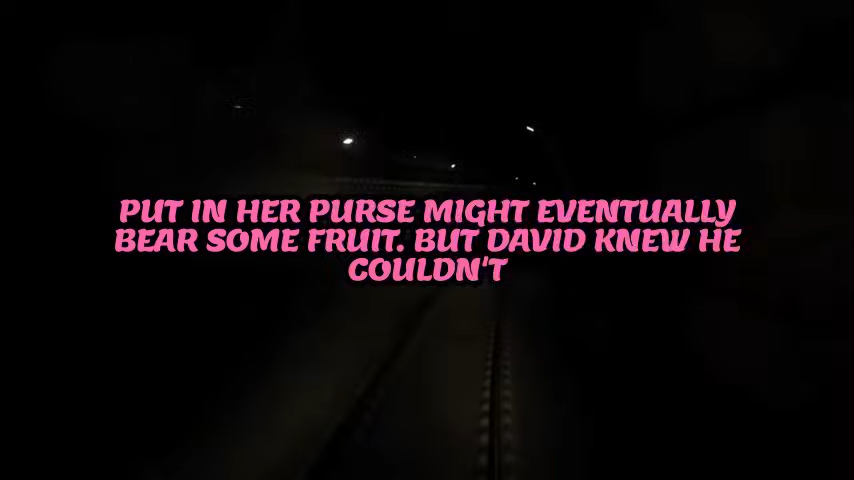 PUT IN HER PURSE MIGHT EVENTUALLY
BEAR SOME FRUIT. BUT DAVID KNEW HE
COULDN'T